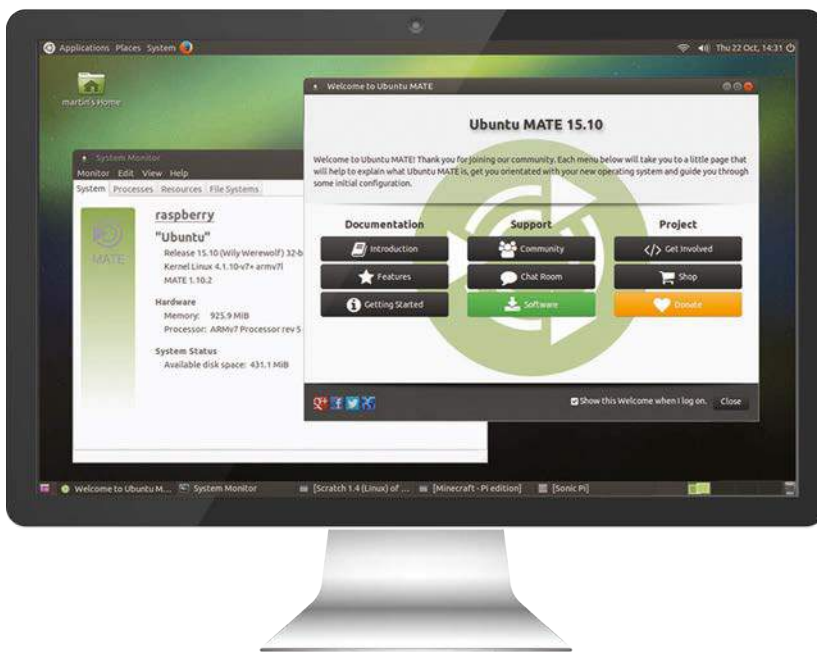 Applications Places System
Thu 22 Oct, 14:31
martin's Home
System Monitor
Monitor Edit View Help
System Processes Resources File Systems
MATE
raspberry
"Ubuntu"
Release 15.10 (Wily Werewolf) 32-b
Kernel Linux 4.1.10-v7+ armv7l
MATE 1.10.2
Hardware
Memory: 925.9 MiB
Processor: ARMv7 Processor rev 5
System Status
Available disk space: 431.1 MiB
Welcome to Ubuntu MATE
Ubuntu MATE 15.10
Welcome to Ubuntu MATE! Thank you for joining our community. Each menu below will take you to a little page that
will help to explain what Ubuntu MATE is, get you orientated with your new operating system and guide you through
some initial configuration.
Documentation Support Project
Introduction Community </> Get Involved
Features Chat Room Shop
Getting Started Software Donate
Show this Welcome when I log on. Close
Welcome to Ubuntu M... System Monitor [Scratch 1.4 (Linux) of ... [Minecraft - Pi edition] [Sonic Pi]